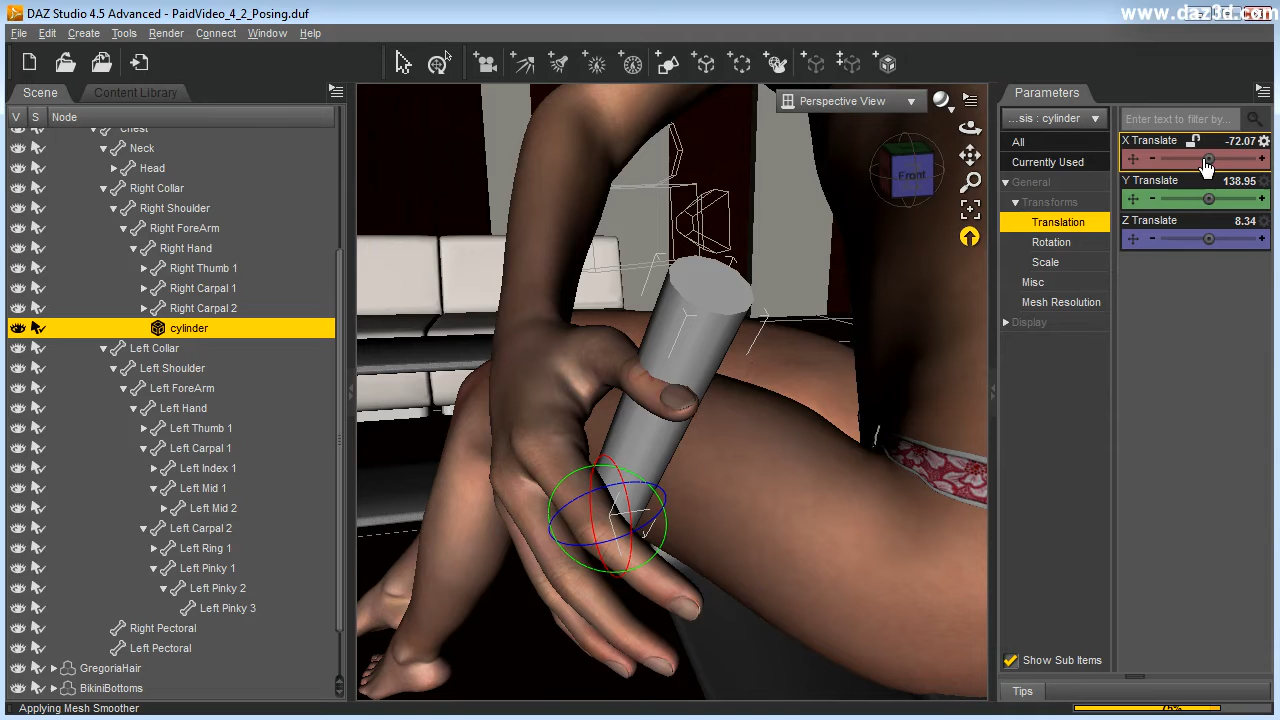 DAZ Studio 4.5 Advanced - PaidVideo_4_2_Posing.duf
www.daz3d.com
File Edit Create Tools Render Connect Window Help
Scene Content Library
V S Node
Chest
Neck
Head
Right Collar
Right Shoulder
Right ForeArm
Right Hand
Right Thumb 1
Right Carpal 1
Right Carpal 2
cylinder
Left Collar
Left Shoulder
Left ForeArm
Left Hand
Left Thumb 1
Left Carpal 1
Left Index 1
Left Mid 1
Left Mid 2
Left Carpal 2
Left Ring 1
Left Pinky 1
Left Pinky 2
Left Pinky 3
Right Pectoral
Left Pectoral
GregoriaHair
BikiniBottoms
Applying Mesh Smoother
Perspective View
Front
Parameters
...sis : cylinder
Enter text to filter by...
All
Currently Used
General
Transforms
Translation
Rotation
Scale
Misc
Mesh Resolution
Display
X Translate -72.07
Y Translate 138.95
Z Translate 8.34
Show Sub Items
Tips